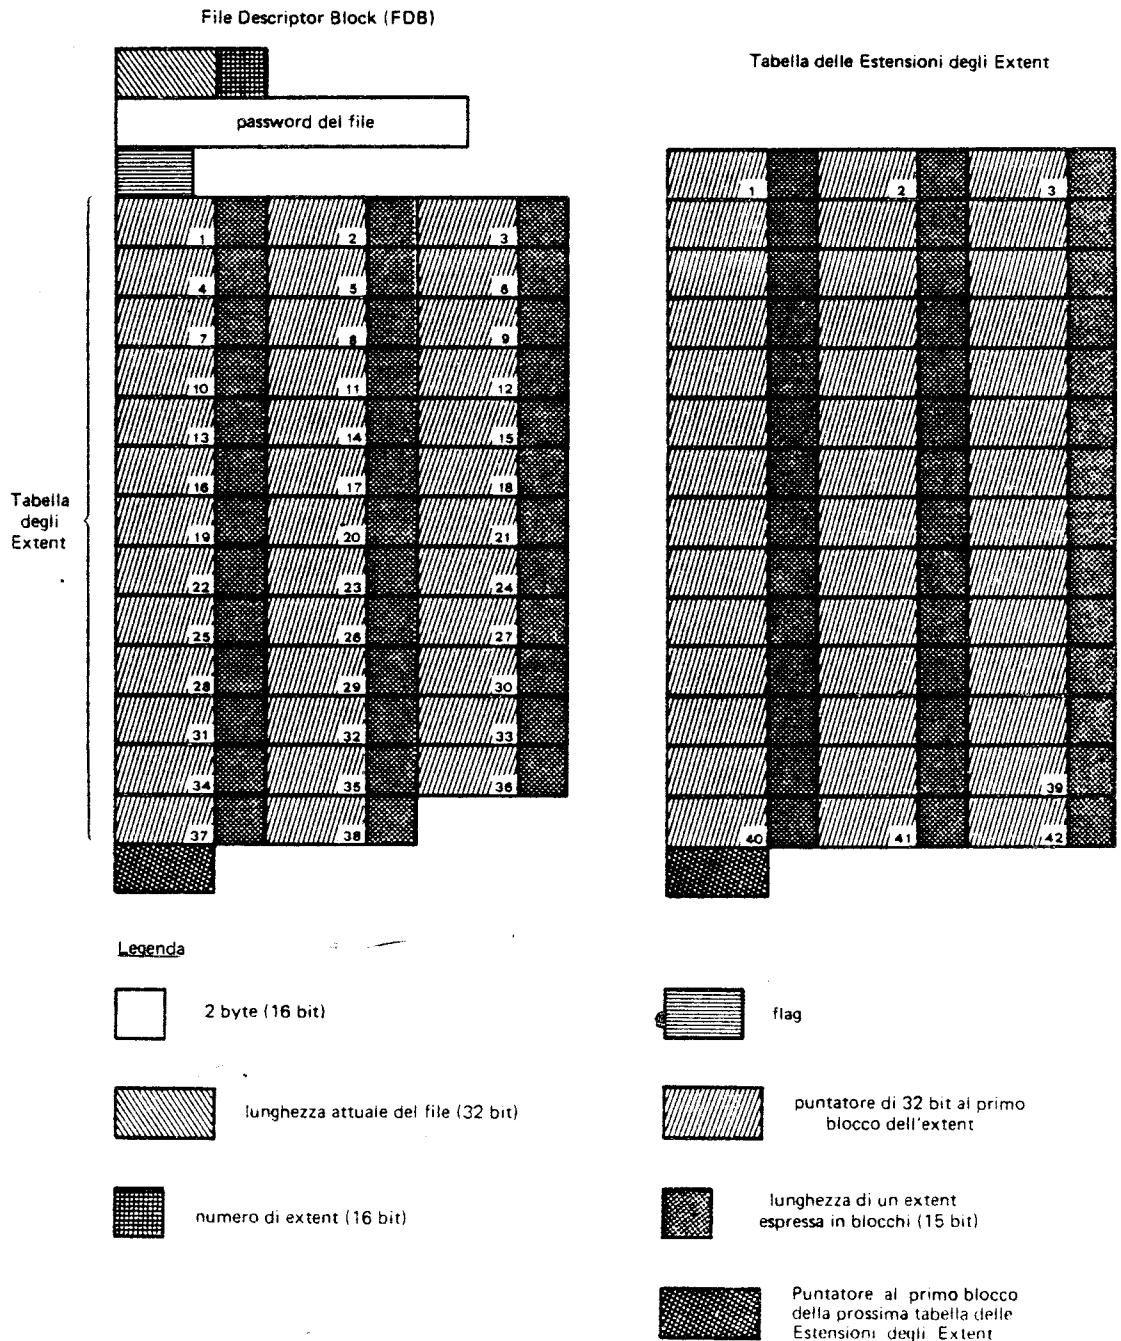 File Descriptor Block (FDB)
Tabella delle Estensioni degli Extent
password del file
1 2 3
1 2 3
4 5 6
7 8 9
10 11 12
13 14 15
16 17 18
19 20 21
22 23 24
25 26 27
28 29 30
31 32 33
34 35 36
37 38
39
40 41 42
Tabella
degli
Extent
Legenda
2 byte (16 bit)
flag
lunghezza attuale del file (32 bit)
puntatore di 32 bit al primo
blocco dell'extent
numero di extent (16 bit)
lunghezza di un extent
espressa in blocchi (15 bit)
Puntatore al primo blocco
della prossima tabella delle
Estensioni degli Extent